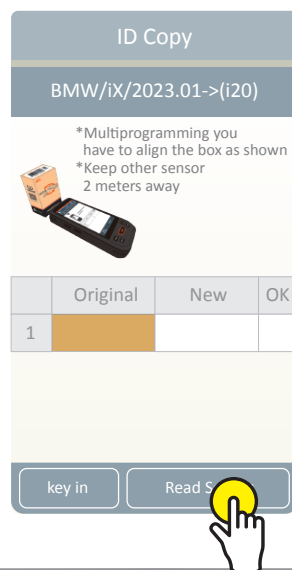 ID Copy
BMW/iX/2023.01->(i20)
*Multiprogramming you
have to align the box as shown
*Keep other sensor
2 meters away
Original New OK
1
key in Read